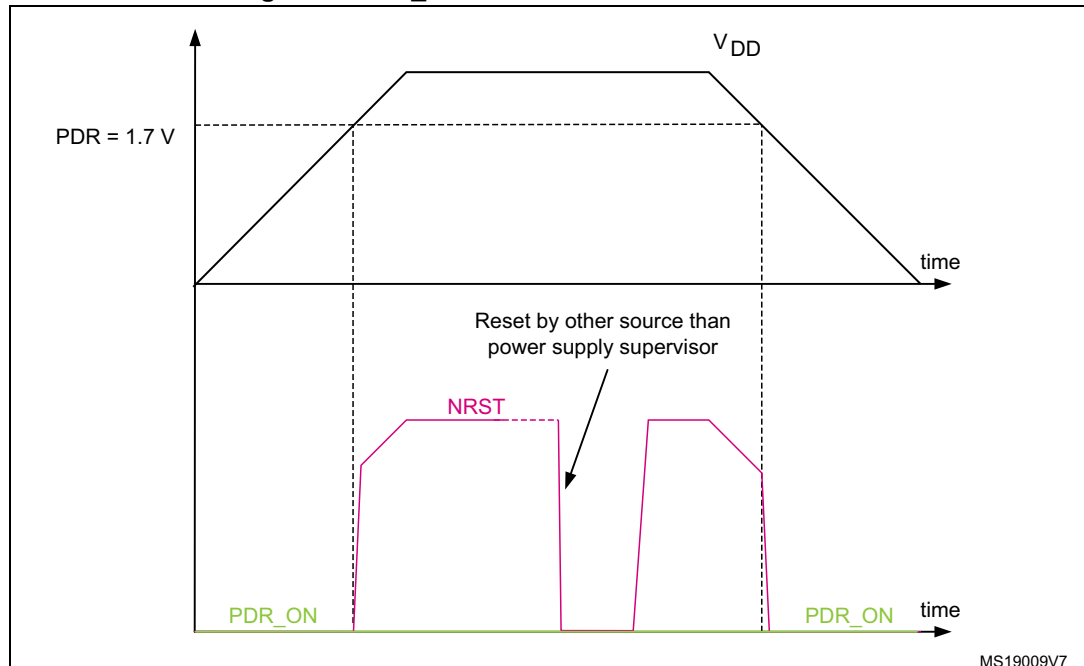 V DD
PDR = 1.7 V
time
Reset by other source than
power supply supervisor
NRST
PDR_ON
PDR_ON
time
MS19009V7